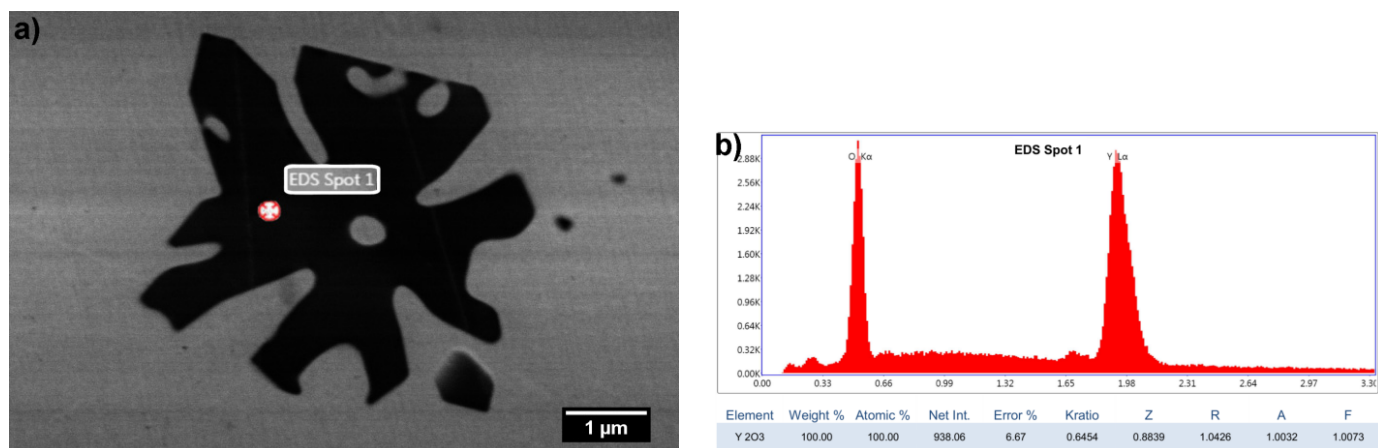 a)
EDS Spot 1
1 µm
b)
EDS Spot 1
O Kα
Y Lα
2.88K
2.56K
2.24K
1.92K
1.60K
1.28K
0.96K
0.64K
0.32K
0.00K
0.00 0.33 0.66 0.99 1.32 1.65 1.98 2.31 2.64 2.97 3.30
Element Weight % Atomic % Net Int. Error % Kratio Z R A F
Y 2O3 100.00 100.00 938.06 6.67 0.6454 0.8839 1.0426 1.0032 1.0073